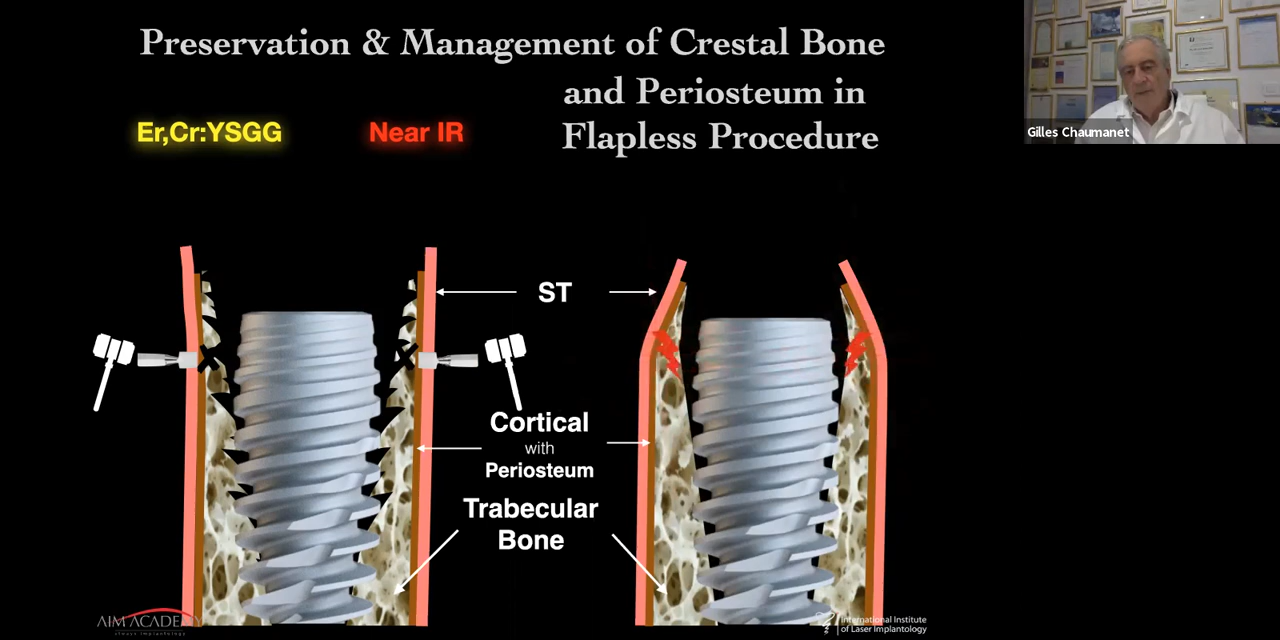 Preservation & Management of Crestal Bone
and Periosteum in
Flapless Procedure
Er,Cr:YSGG
Near IR
Gilles Chaumanet
ST
Cortical
with
Periosteum
Trabecular
Bone
AIM ACADEMY
International Institute
of Laser Implantology